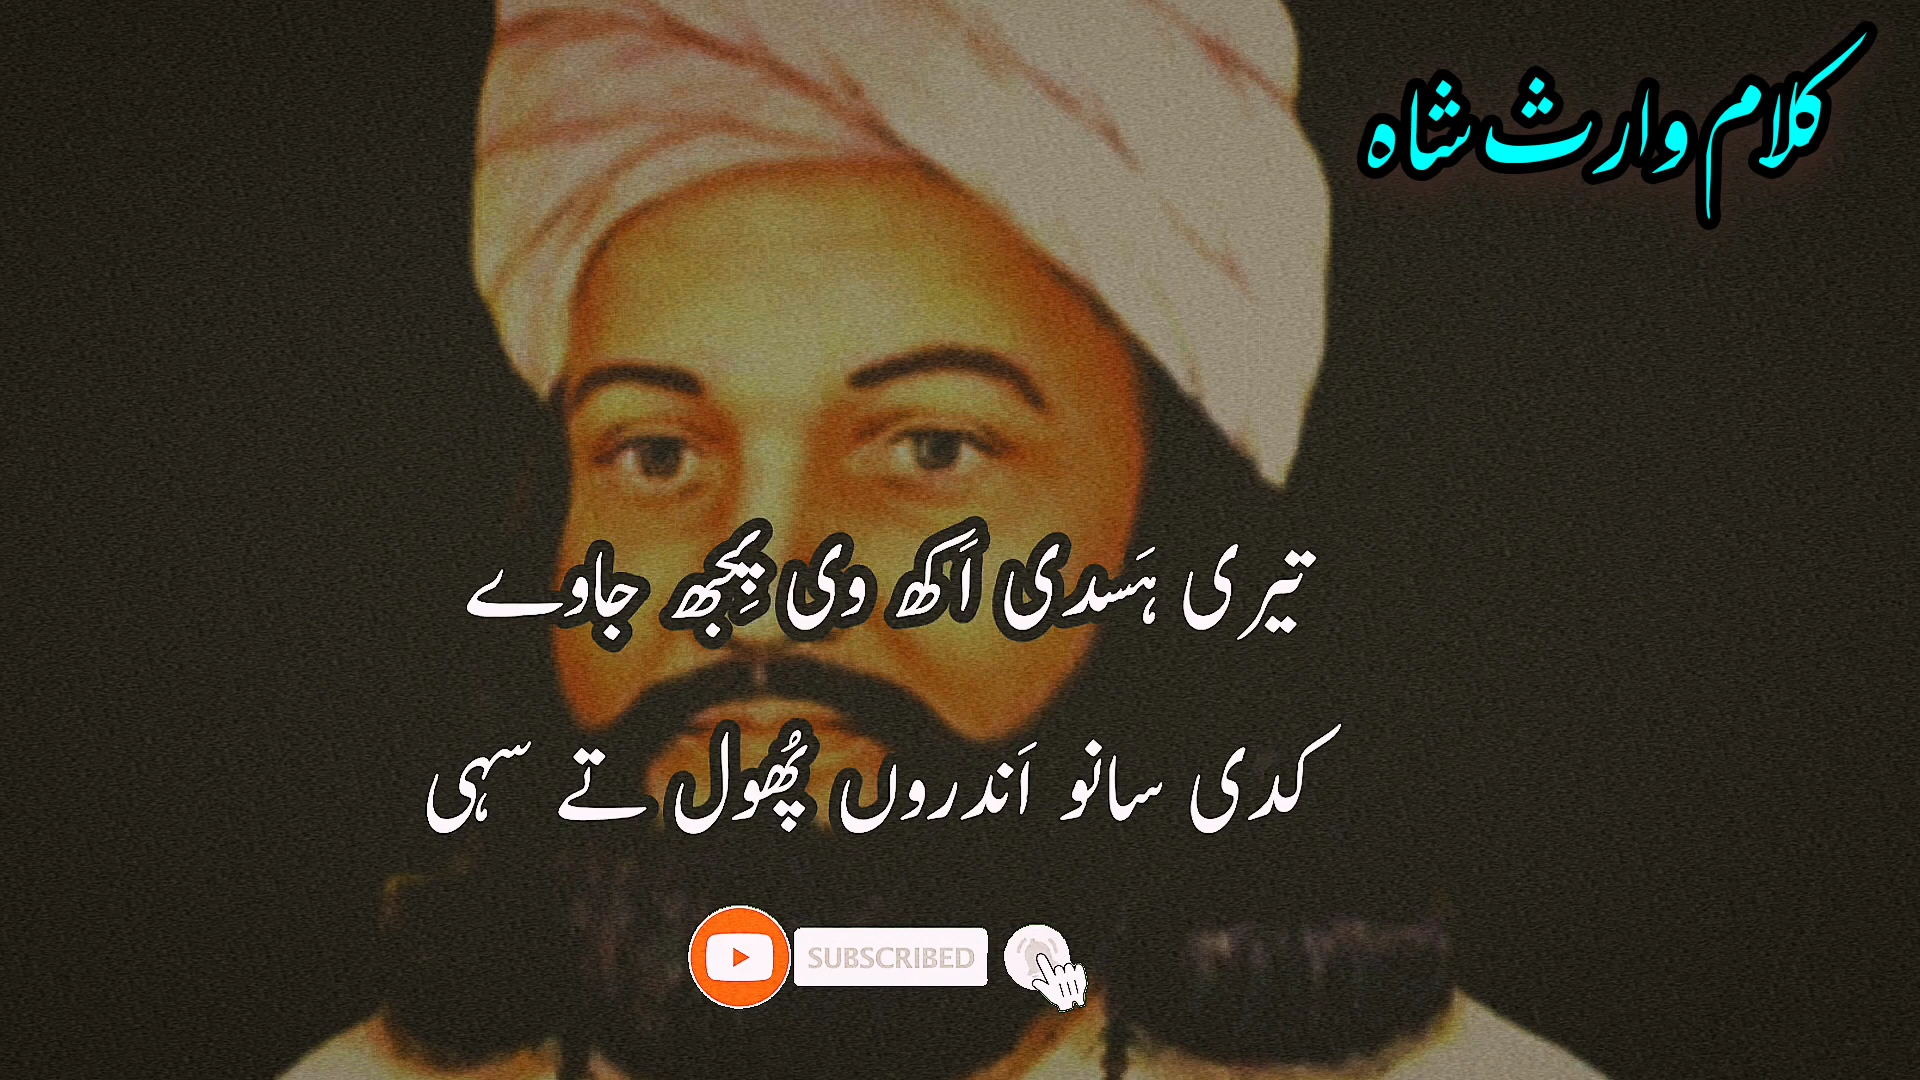 کلام وارث شاہ
تیری ہَسدی اَکھ وی پِجھ جاوے
کدی سانو اَندروں پُھول تے سہی
SUBSCRIBED